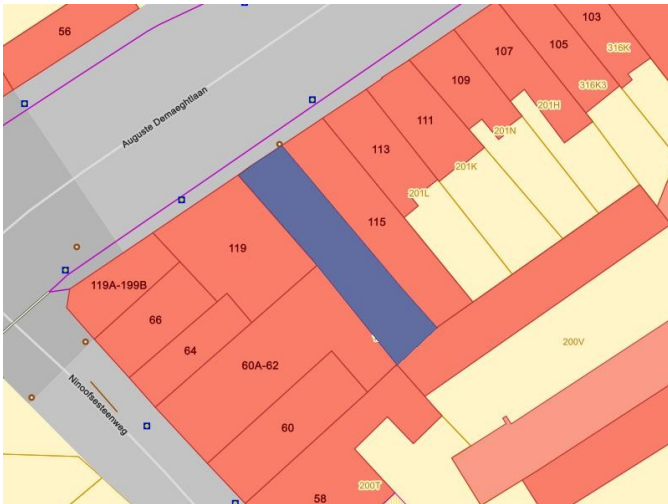 56
103
316K
107
105
109
316K3
Auguste Demaeghtlaan
111
201H
201N
113
201K
201L
115
119
119A-199B
66
64
200V
60A-62
Ninoofsesteenweg
60
200T
58